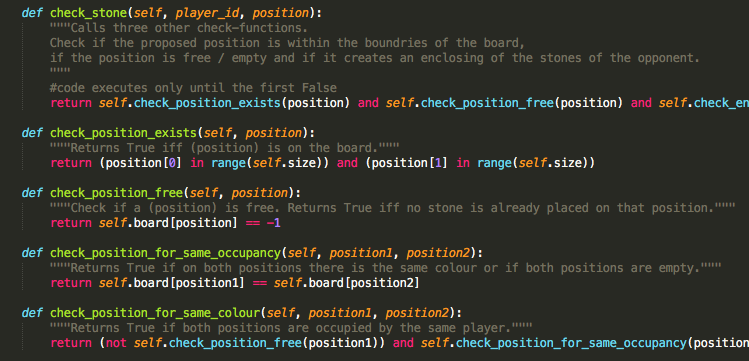 def check_stone(self, player_id, position):
"""Calls three other check-functions.
Check if the proposed position is within the boundries of the board,
if the position is free / empty and if it creates an enclosing of the stones of the opponent.
"""
#code executes only until the first False
return self.check_position_exists(position) and self.check_position_free(position) and self.check_en
def check_position_exists(self, position):
"""Returns True iff (position) is on the board."""
return (position[0] in range(self.size)) and (position[1] in range(self.size))
def check_position_free(self, position):
"""Check if a (position) is free. Returns True iff no stone is already placed on that position."""
return self.board[position] == -1
def check_position_for_same_occupancy(self, position1, position2):
"""Returns True if on both positions there is the same colour or if both positions are empty."""
return self.board[position1] == self.board[position2]
def check_position_for_same_colour(self, position1, position2):
"""Returns True if both positions are occupied by the same player."""
return (not self.check_position_free(position1)) and self.check_position_for_same_occupancy(position